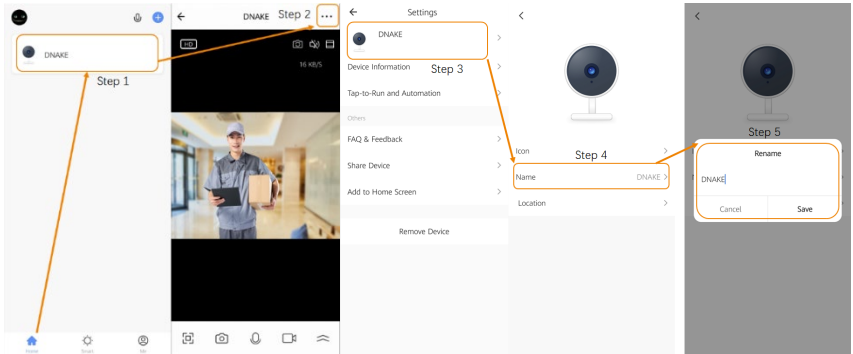 DNAKE
Step 1
Home
Smart
Me
DNAKE
Step 2
HD
16 KB/S
Settings
DNAKE
Device Information
Step 3
Tap-to-Run and Automation
Others
FAQ & Feedback
Share Device
Add to Home Screen
Remove Device
Icon
Step 4
Name
DNAKE
Location
Step 5
Rename
DNAKE
Cancel
Save